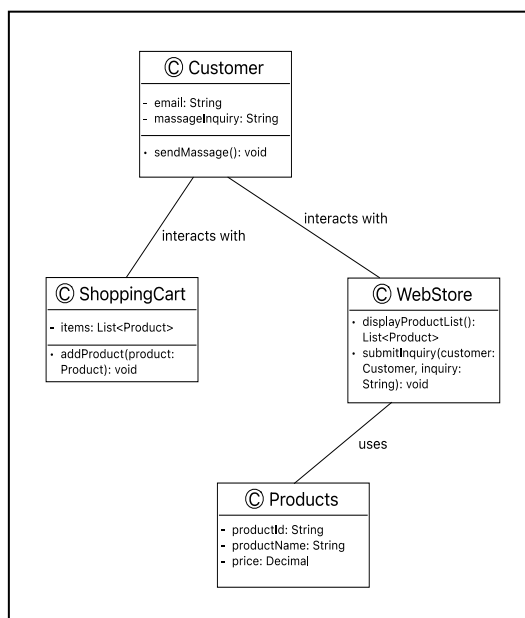 © Customer
- email: String
- massageInquiry: String
· sendMassage(): void
interacts with
interacts with
© ShoppingCart
- items: List<Product>
· addProduct(product:
Product): void
© WebStore
· displayProductList():
List<Product>
· submitInquiry(customer:
Customer, inquiry:
String): void
uses
© Products
- productId: String
- productName: String
- price: Decimal